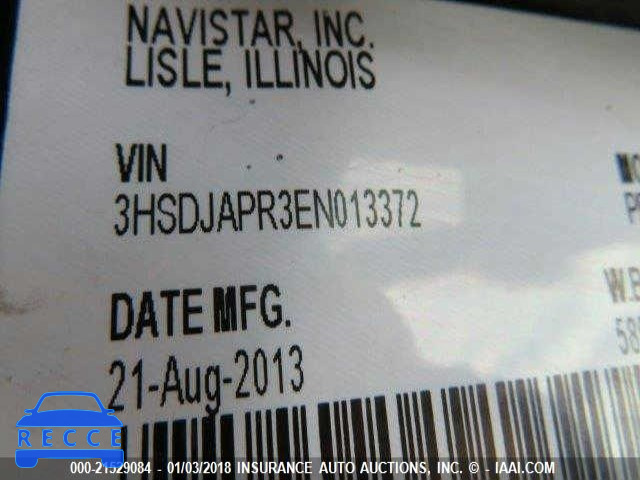 NAVISTAR, INC.
LISLE, ILLINOIS
VIN
3HSDJAPR3EN013372
DATE MFG.
21-Aug-2013
W.B
RECCE
000-21529084 - 01/03/2018 INSURANCE AUTO AUCTIONS, INC. - © IAAI.COM